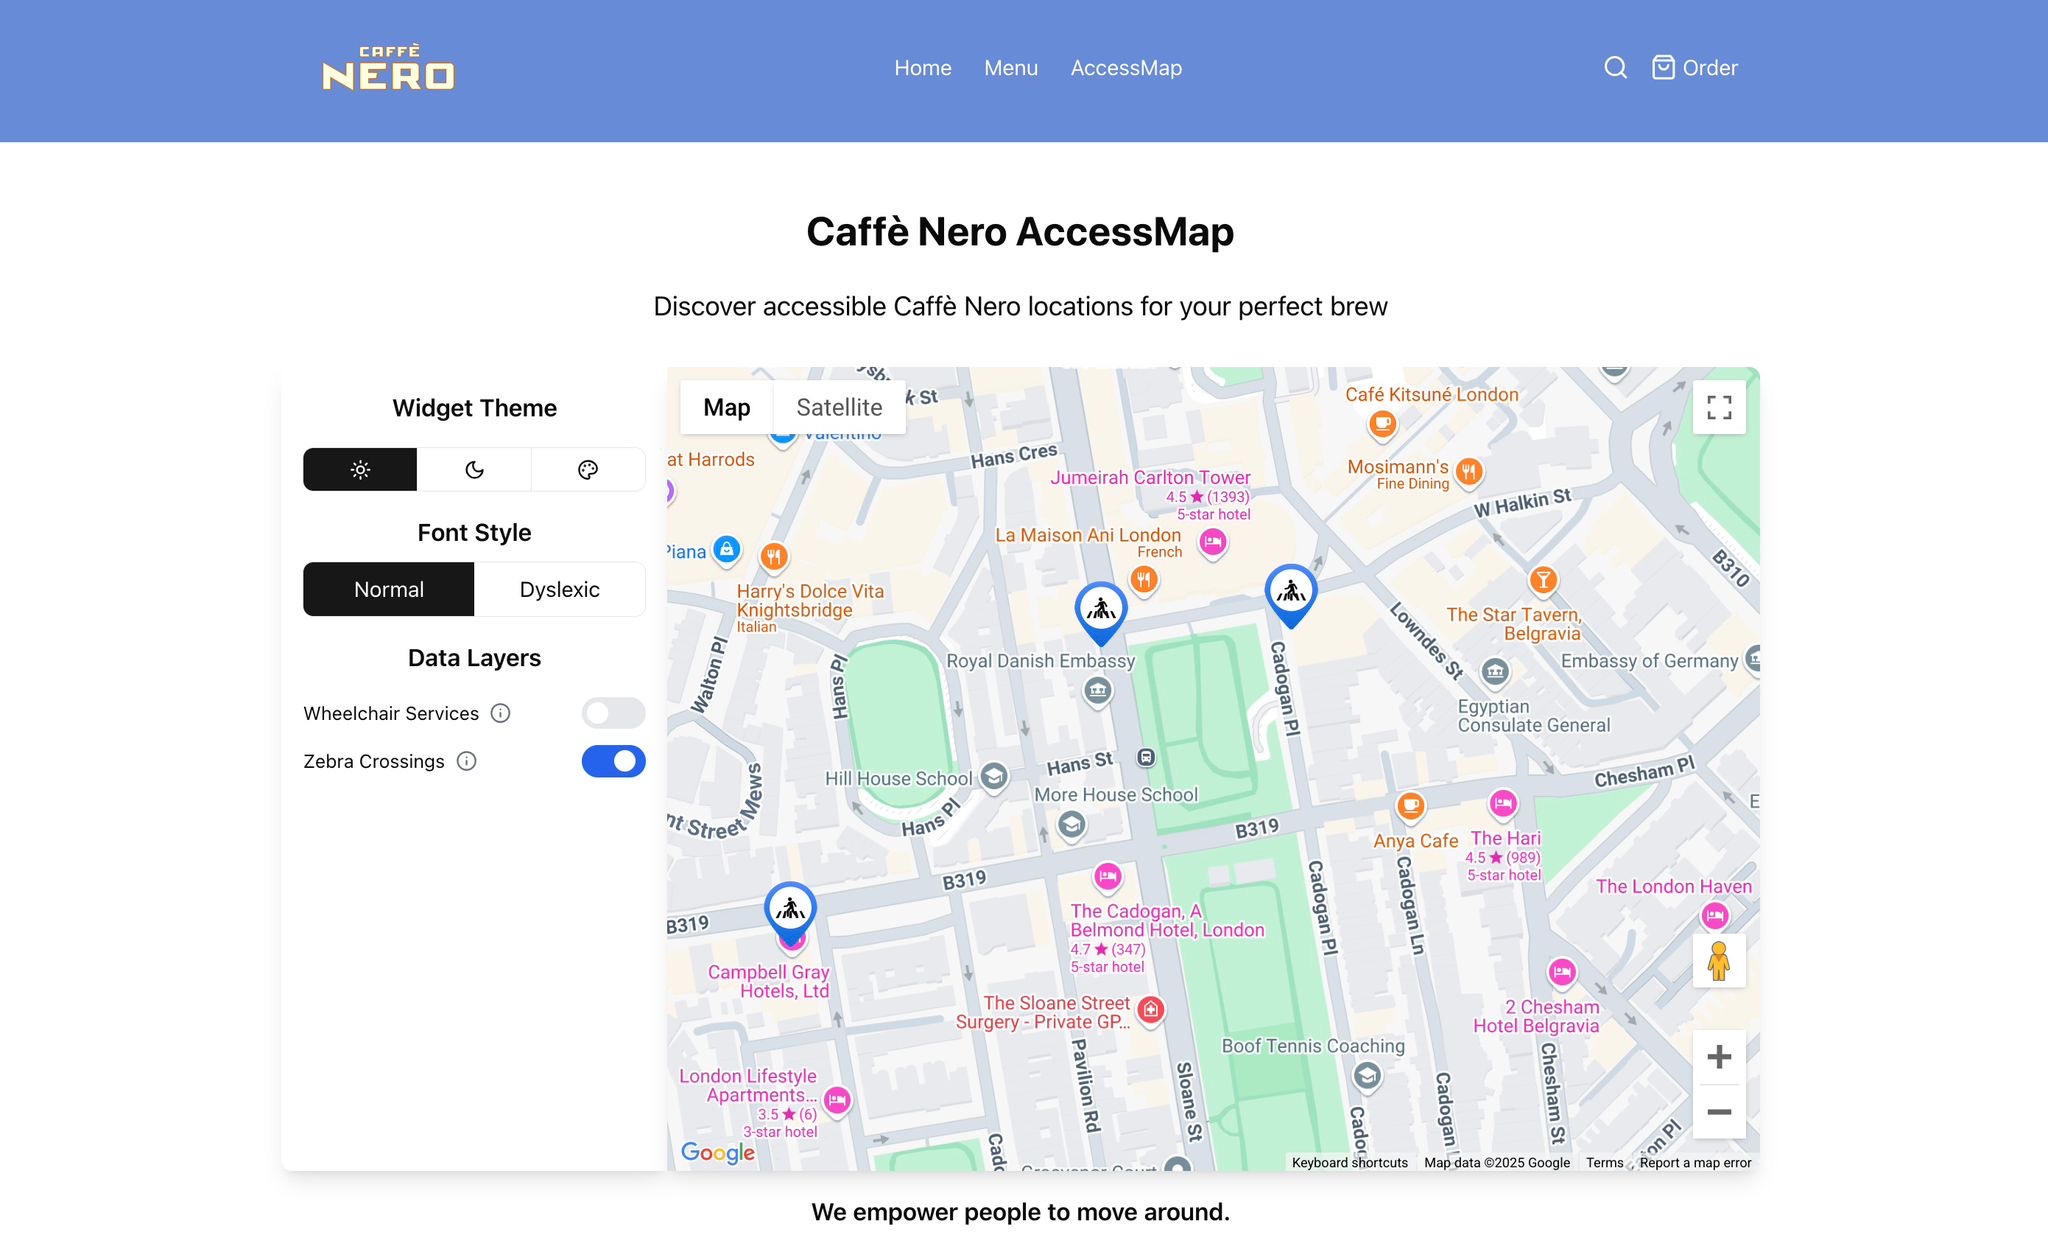 CAFFÈ
NERO
Home
Menu
AccessMap
Order
Caffè Nero AccessMap
Discover accessible Caffè Nero locations for your perfect brew
Widget Theme
Font Style
Normal
Dyslexic
Data Layers
Wheelchair Services
Zebra Crossings
Map
Satellite
Valentino
at Harrods
Hans Cres
Café Kitsuné London
Mosimann's
Fine Dining
Jumeirah Carlton Tower
4.5 ★ (1393)
5-star hotel
W Halkin St
La Maison Ani London
French
Piana
B310
Harry's Dolce Vita
Knightsbridge
Italian
The Star Tavern,
Belgravia
Lowndes St
Walton Pl
Hans Pl
Royal Danish Embassy
Cadogan Pl
Embassy of Germany
Egyptian
Consulate General
Hans St
Hill House School
More House School
Chesham Pl
nt Street Mews
Hans Pl
B319
Anya Cafe
The Hari
4.5 ★ (989)
5-star hotel
B319
Cadogan Pl
Cadogan Ln
The London Haven
B319
The Cadogan, A
Belmond Hotel, London
4.7 ★ (347)
5-star hotel
Campbell Gray
Hotels, Ltd
The Sloane Street
Surgery - Private GP...
2 Chesham
Hotel Belgravia
Boof Tennis Coaching
London Lifestyle
Apartments...
3.5 ★ (6)
3-star hotel
Pavilion Rd
Sloane St
Chesham St
Google
Keyboard shortcuts
Map data ©2025 Google
Terms
Report a map error
We empower people to move around.